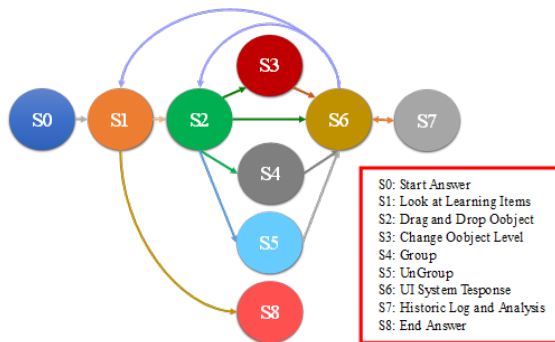 S0
S1
S2
S3
S4
S5
S6
S7
S8
S0: Start Answer
S1: Look at Learning Items
S2: Drag and Drop Oobject
S3: Change Oobject Level
S4: Group
S5: UnGroup
S6: UI System Tesponse
S7: Historic Log and Analysis
S8: End Answer